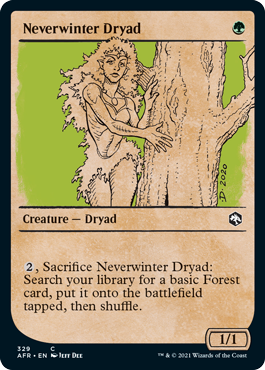 Neverwinter Dryad
D 2020
Creature — Dryad
2, Sacrifice Neverwinter Dryad:
Search your library for a basic Forest
card, put it onto the battlefield
tapped, then shuffle.
1/1
329 C
AFR • EN Jeff Dee
™ & © 2021 Wizards of the Coast